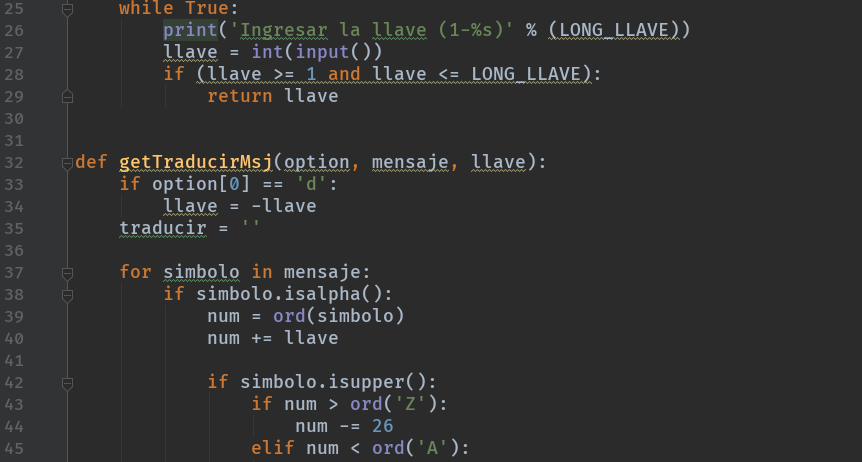 25 while True:
26 print('Ingresar la llave (1-%s)' % (LONG_LLAVE))
27 llave = int(input())
28 if (llave >= 1 and llave <= LONG_LLAVE):
29 return llave
30
31
32 def getTraducirMsj(option, mensaje, llave):
33 if option[0] == 'd':
34 llave = -llave
35 traducir = ''
36
37 for simbolo in mensaje:
38 if simbolo.isalpha():
39 num = ord(simbolo)
40 num += llave
41
42 if simbolo.isupper():
43 if num > ord('Z'):
44 num -= 26
45 elif num < ord('A'):